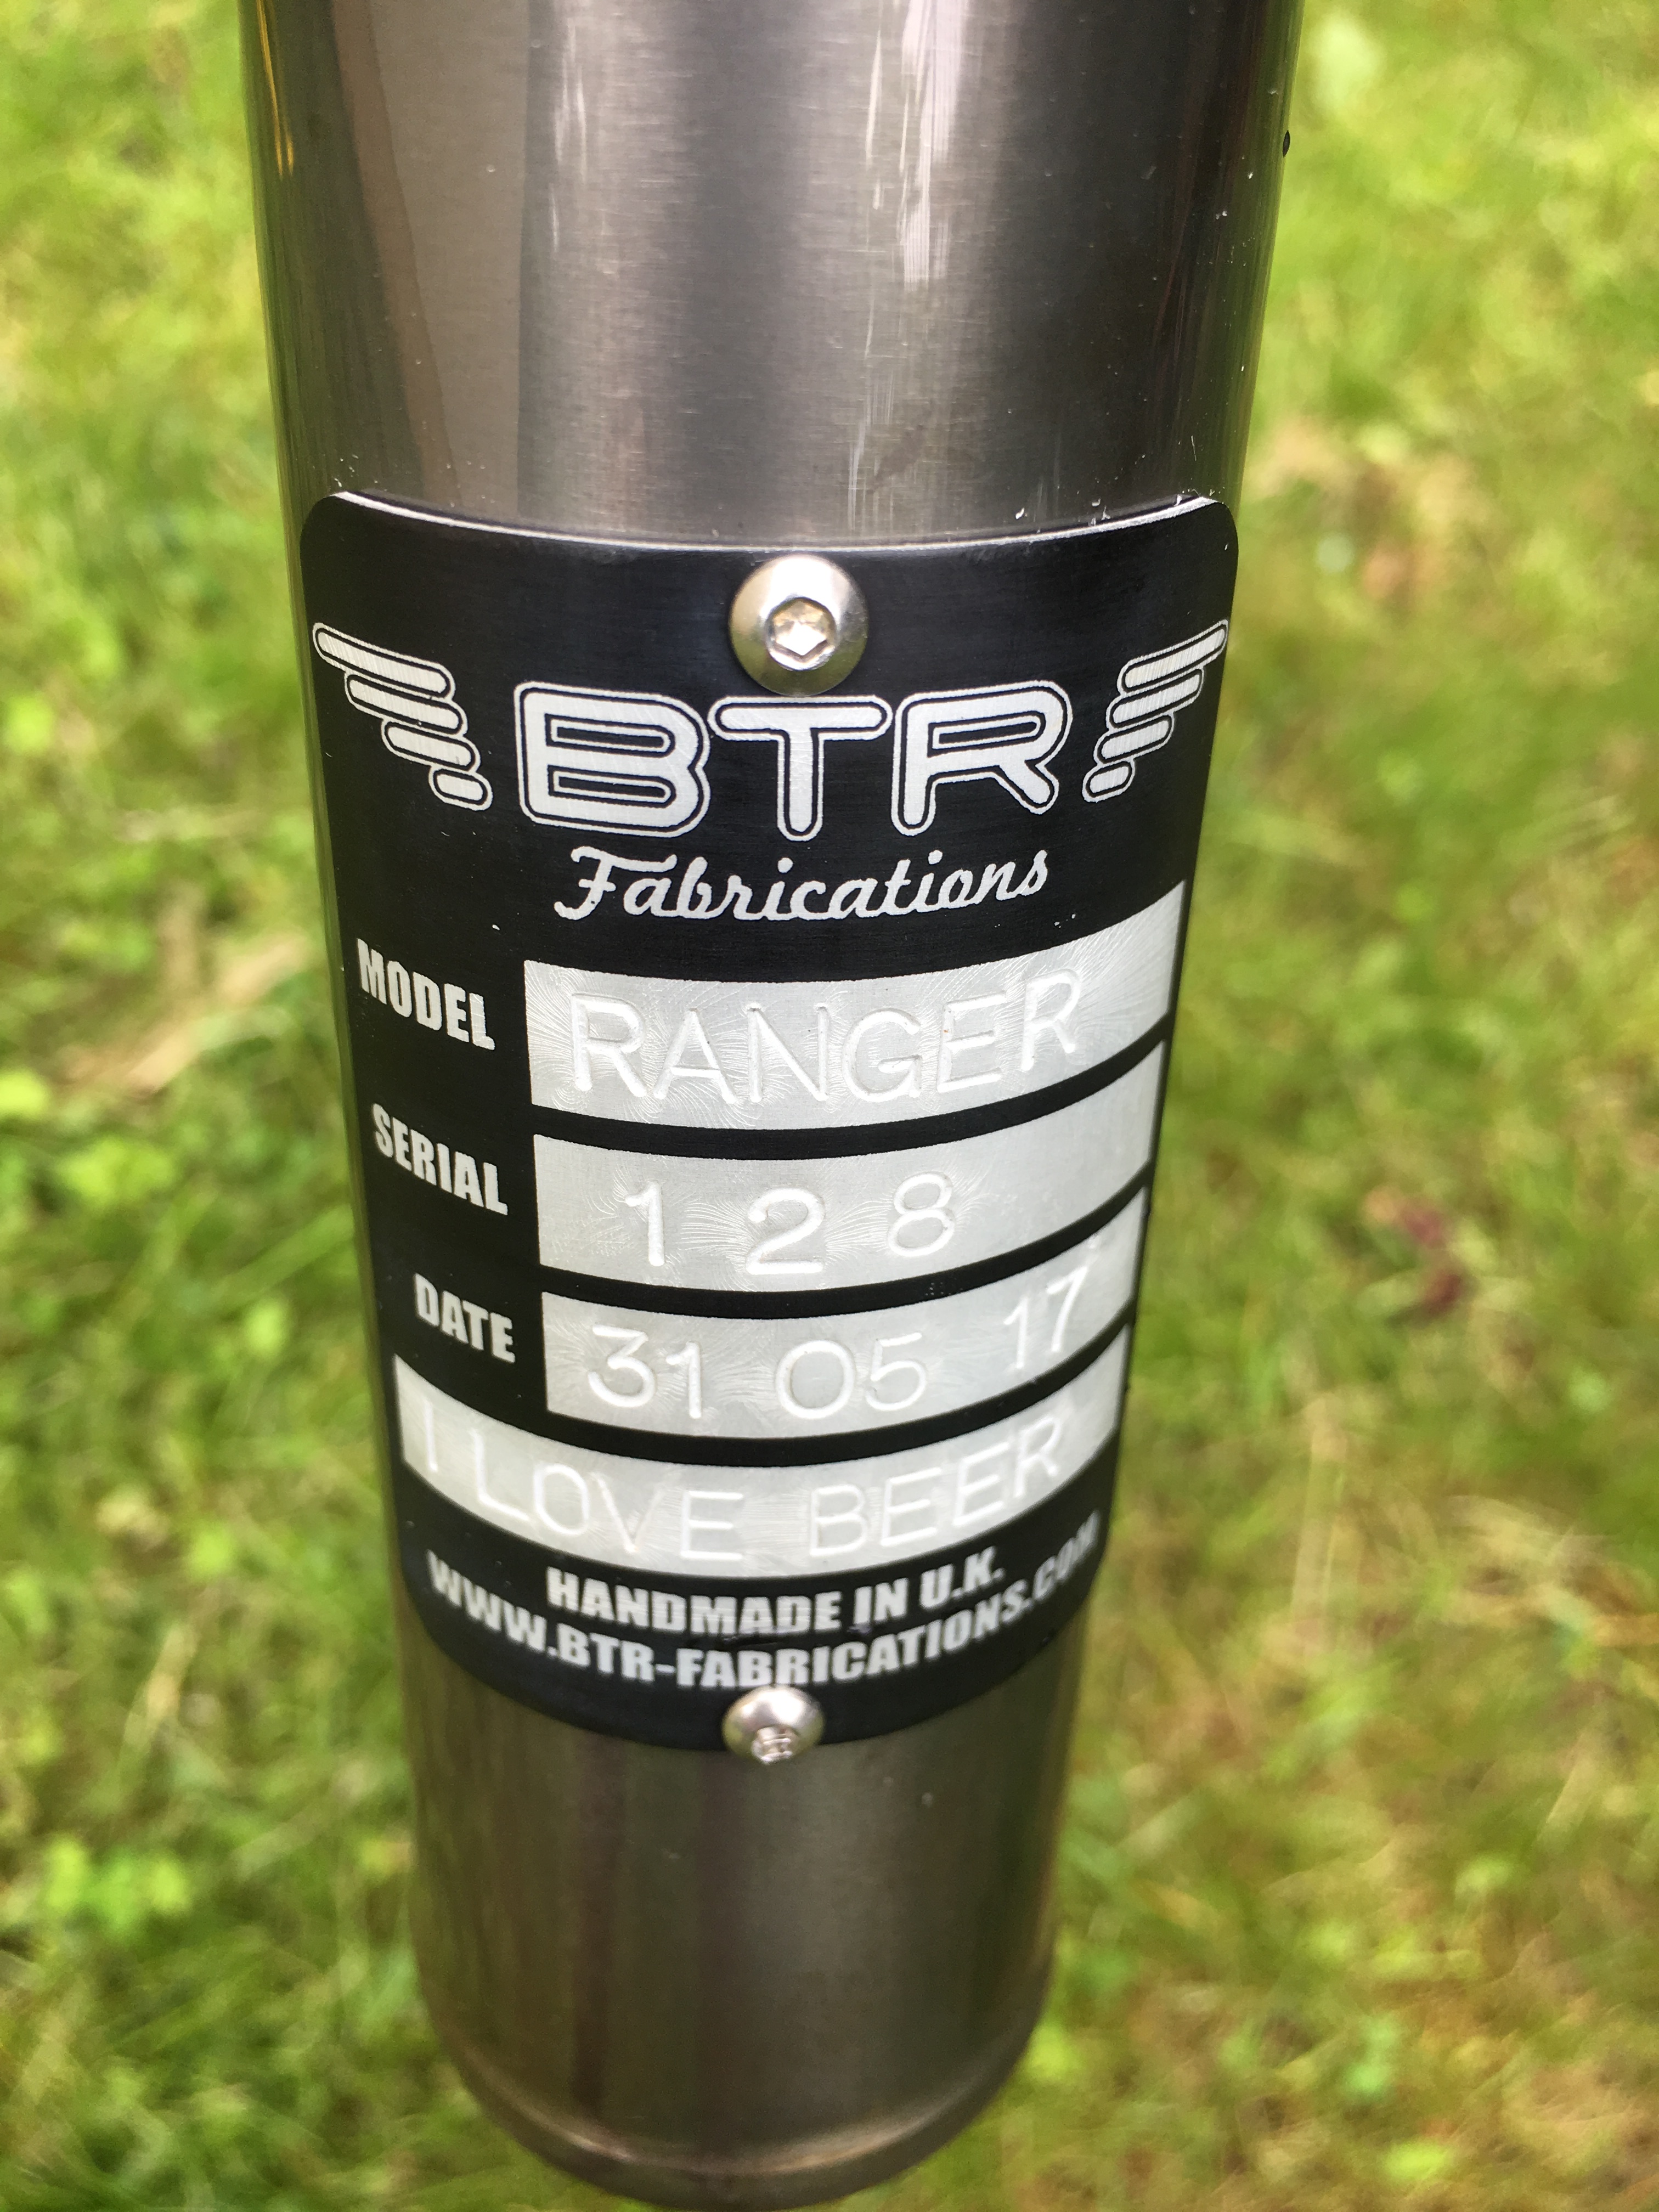 BTR
Fabrications
MODEL RANGER
SERIAL 1 2 8
DATE 31 05 17
I LOVE BEER
HANDMADE IN U.K.
WWW.BTR-FABRICATIONS.COM